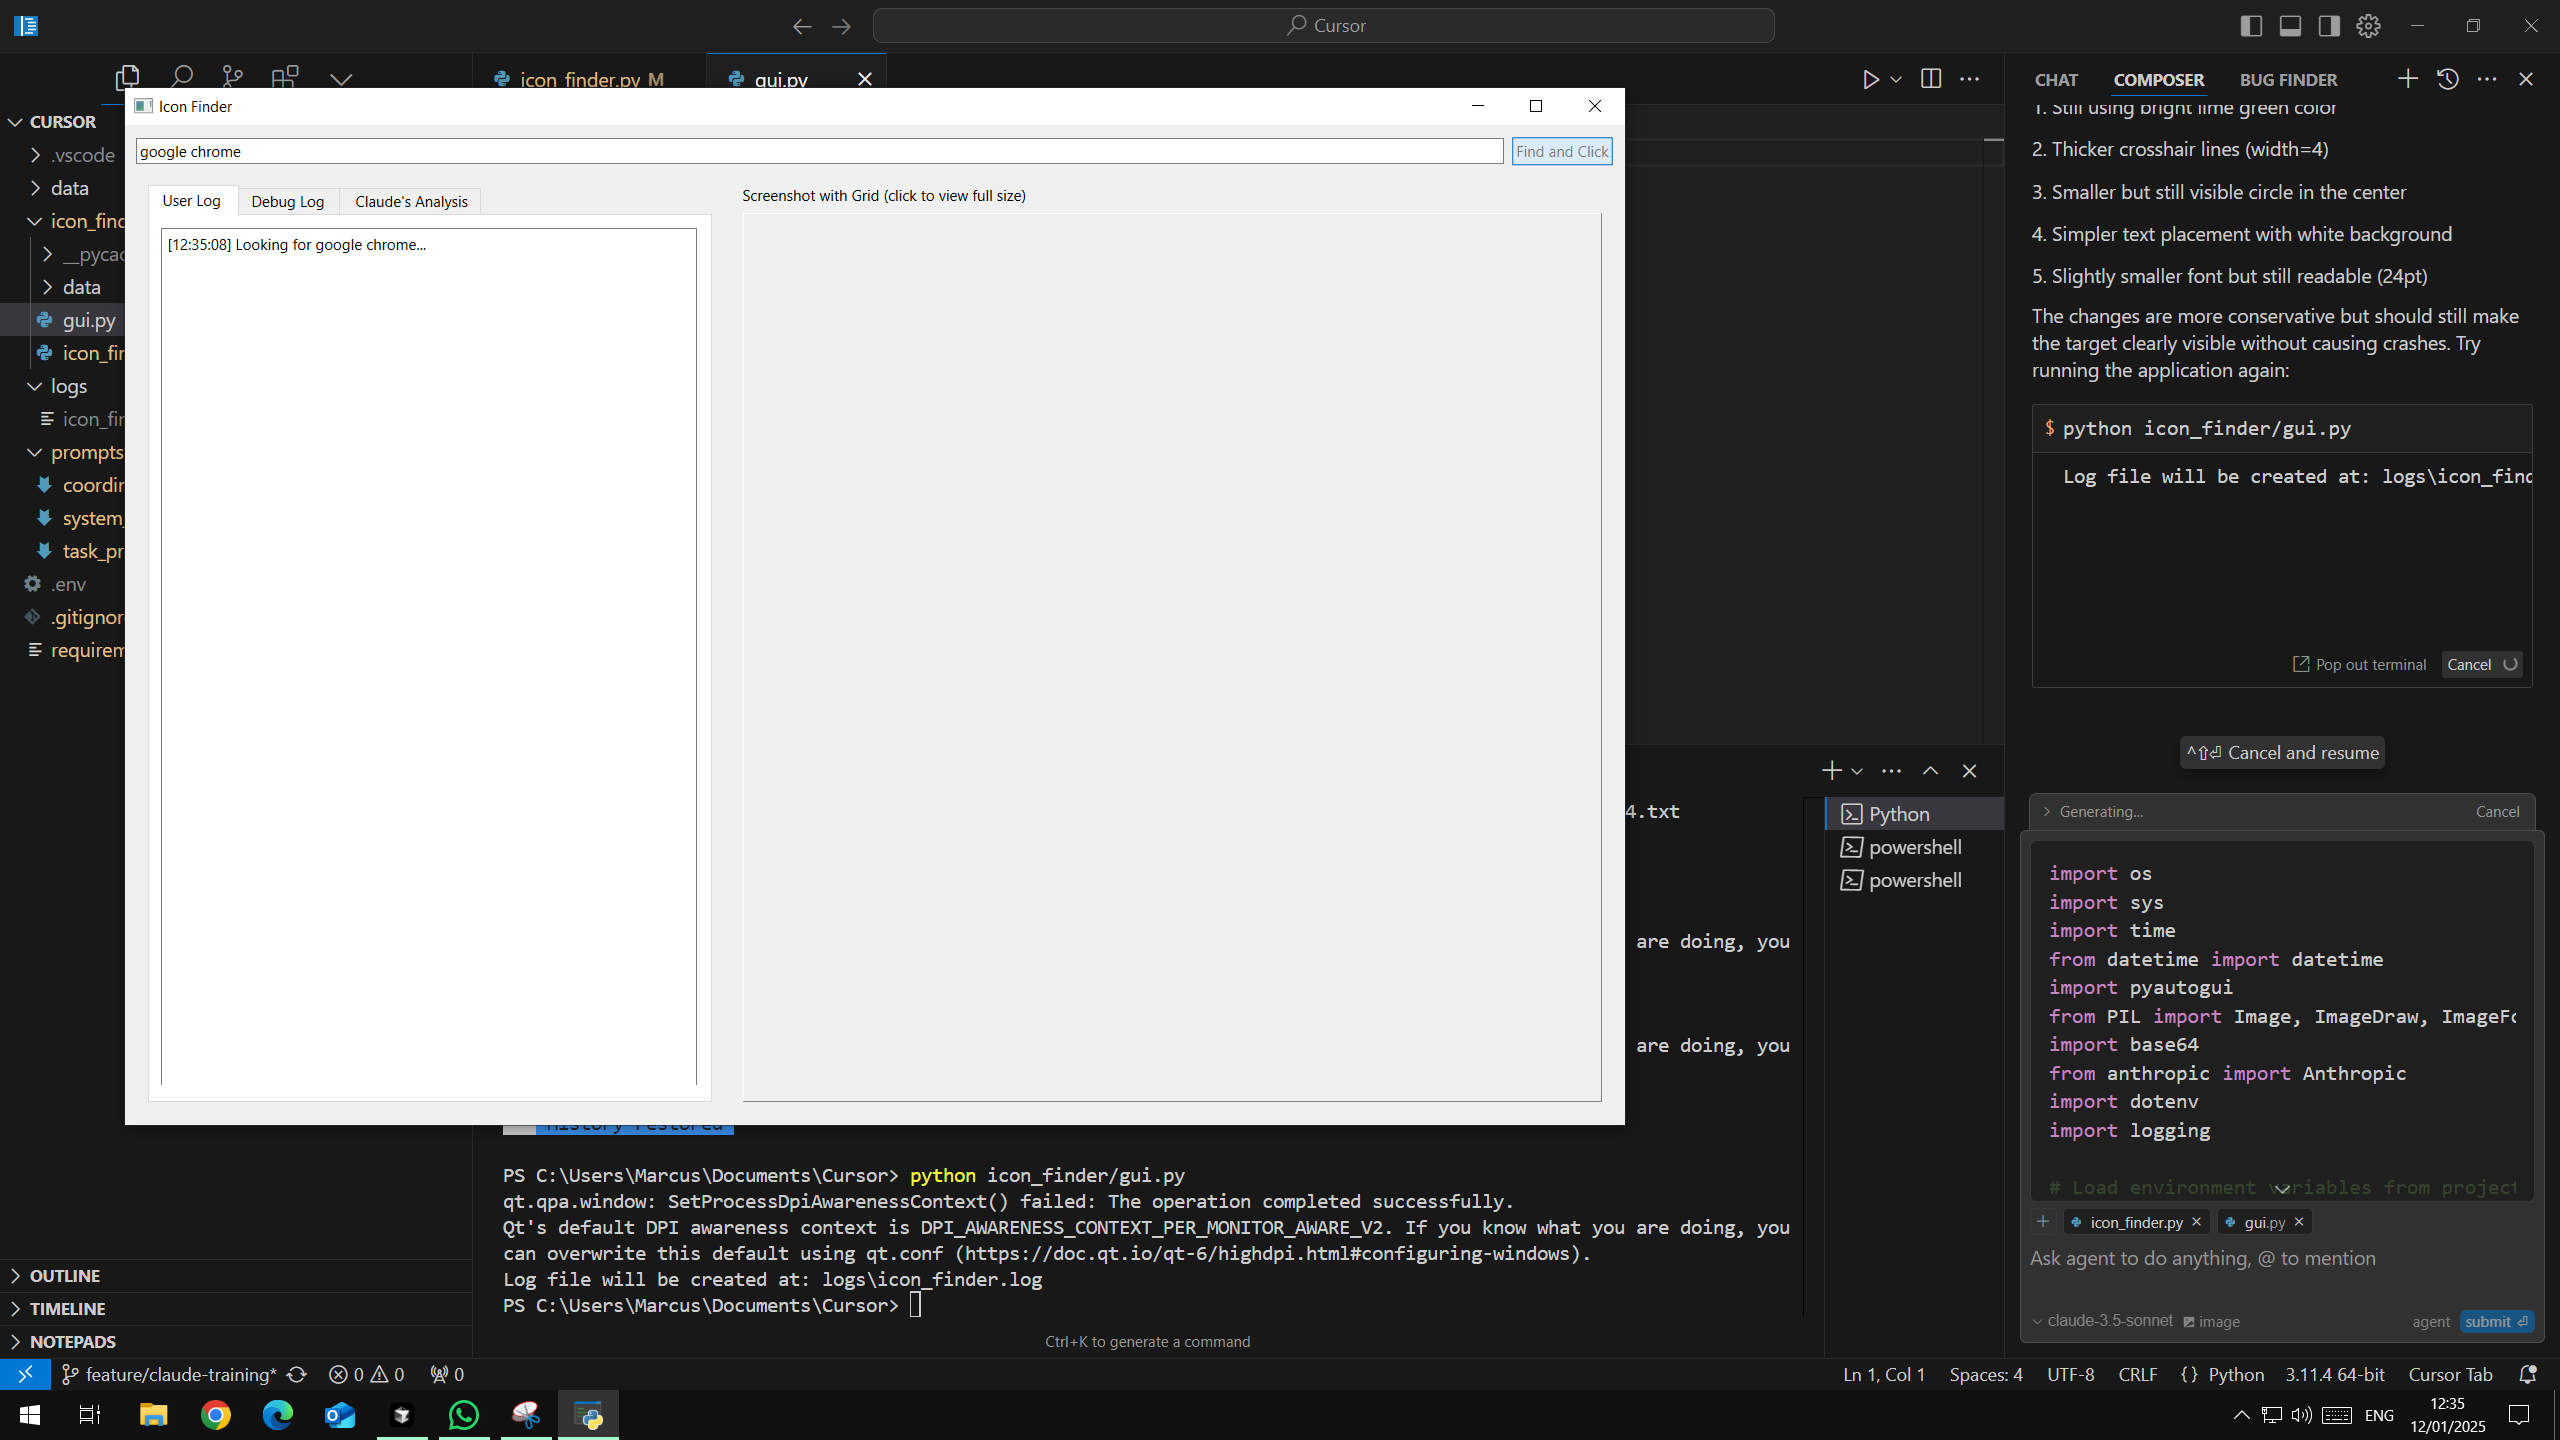 Cursor
icon_finder.py M
gui.py
CHAT
COMPOSER
BUG FINDER
CURSOR
.vscode
data
icon_find
__pycac
data
gui.py
icon_fir
logs
icon_fir
prompts
coordir
system_
task_pr
.env
.gitignor
requirem
OUTLINE
TIMELINE
NOTEPADS
Icon Finder
google chrome
Find and Click
User Log
Debug Log
Claude's Analysis
[12:35:08] Looking for google chrome...
Screenshot with Grid (click to view full size)
4.txt
are doing, you
are doing, you
History restored
PS C:\Users\Marcus\Documents\Cursor> python icon_finder/gui.py
qt.qpa.window: SetProcessDpiAwarenessContext() failed: The operation completed successfully.
Qt's default DPI awareness context is DPI_AWARENESS_CONTEXT_PER_MONITOR_AWARE_V2. If you know what you are doing, you
can overwrite this default using qt.conf (https://doc.qt.io/qt-6/highdpi.html#configuring-windows).
Log file will be created at: logs\icon_finder.log
PS C:\Users\Marcus\Documents\Cursor>
Ctrl+K to generate a command
Python
powershell
powershell
1. Still using bright lime green color
2. Thicker crosshair lines (width=4)
3. Smaller but still visible circle in the center
4. Simpler text placement with white background
5. Slightly smaller font but still readable (24pt)
The changes are more conservative but should still make
the target clearly visible without causing crashes. Try
running the application again:
$ python icon_finder/gui.py
Log file will be created at: logs\icon_find
Pop out terminal
Cancel
^⇧⏎ Cancel and resume
Generating...
Cancel
import os
import sys
import time
from datetime import datetime
import pyautogui
from PIL import Image, ImageDraw, ImageFo
import base64
from anthropic import Anthropic
import dotenv
import logging
# Load environment variables from project
icon_finder.py
gui.py
Ask agent to do anything, @ to mention
claude-3.5-sonnet
image
agent
submit ⏎
feature/claude-training*
0
0
0
Ln 1, Col 1
Spaces: 4
UTF-8
CRLF
{} Python
3.11.4 64-bit
Cursor Tab
ENG
12:35
12/01/2025